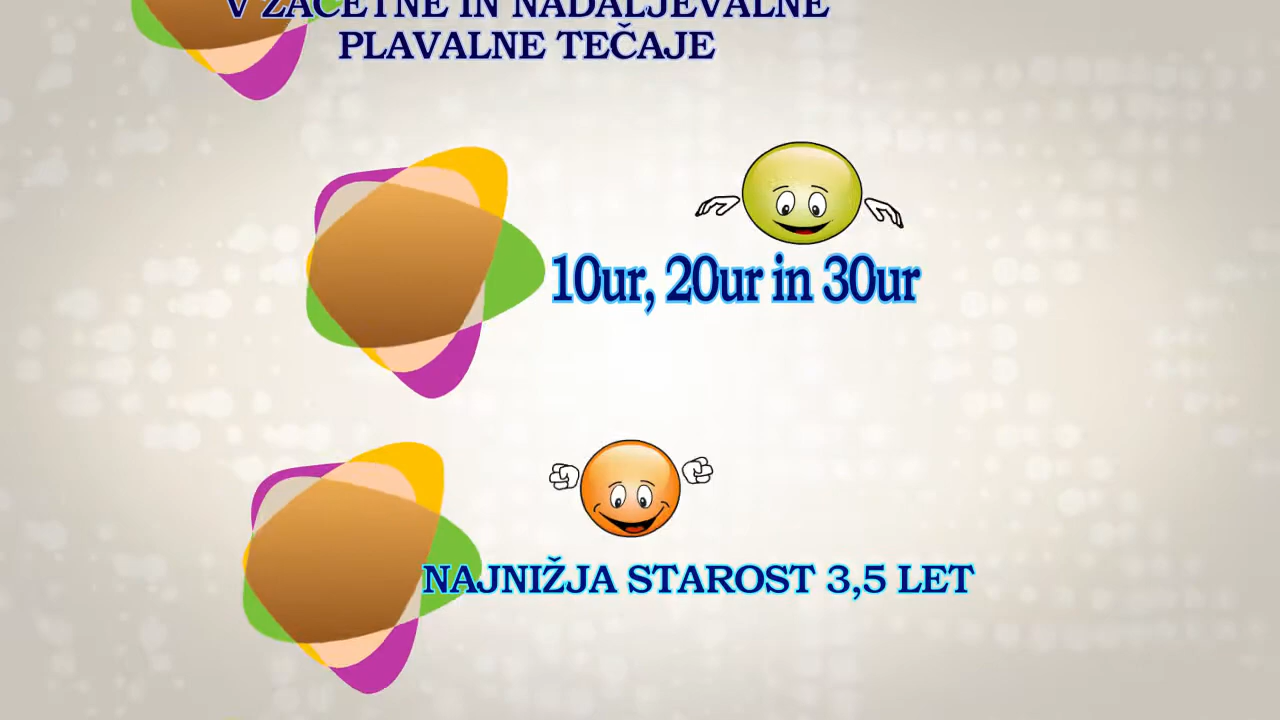 V ZAČETNE IN NADALJEVALNE
PLAVALNE TEČAJE
10ur, 20ur in 30ur
NAJNIŽJA STAROST 3,5 LET